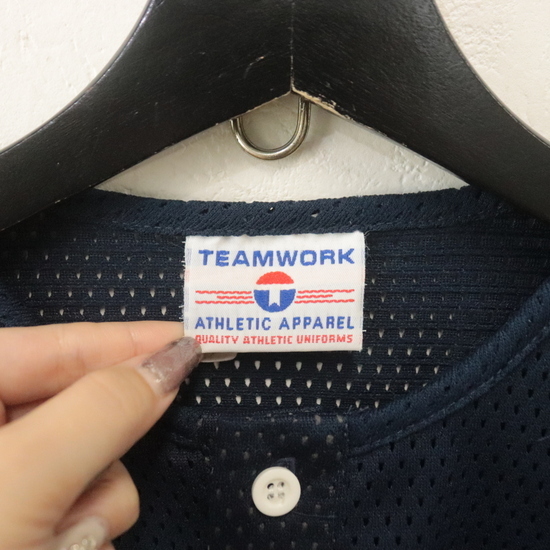 TEAMWORK
ATHLETIC APPAREL
QUALITY ATHLETIC UNIFORMS